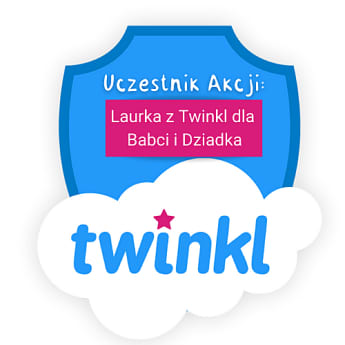 Uczestnik Akcji:
Laurka z Twinkl dla
Babci i Dziadka
twinkl